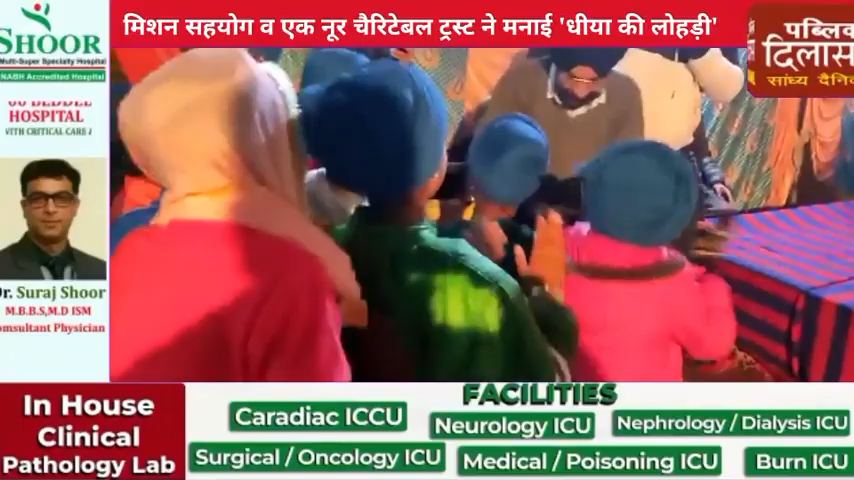 मिशन सहयोग व एक नूर चैरिटेबल ट्रस्ट ने मनाई 'धीया की लोहड़ी'
SHOOR
Multi-Super Specialty Hospital
NABH Accredited Hospital
HOSPITAL
WITH CRITICAL CARE
Dr. Suraj Shoor
M.B.B.S,M.D ISM
Consultant Physician
In House
Clinical
Pathology Lab
FACILITIES
Caradiac ICCU
Neurology ICU
Nephrology / Dialysis ICU
Surgical / Oncology ICU
Medical / Poisoning ICU
Burn ICU